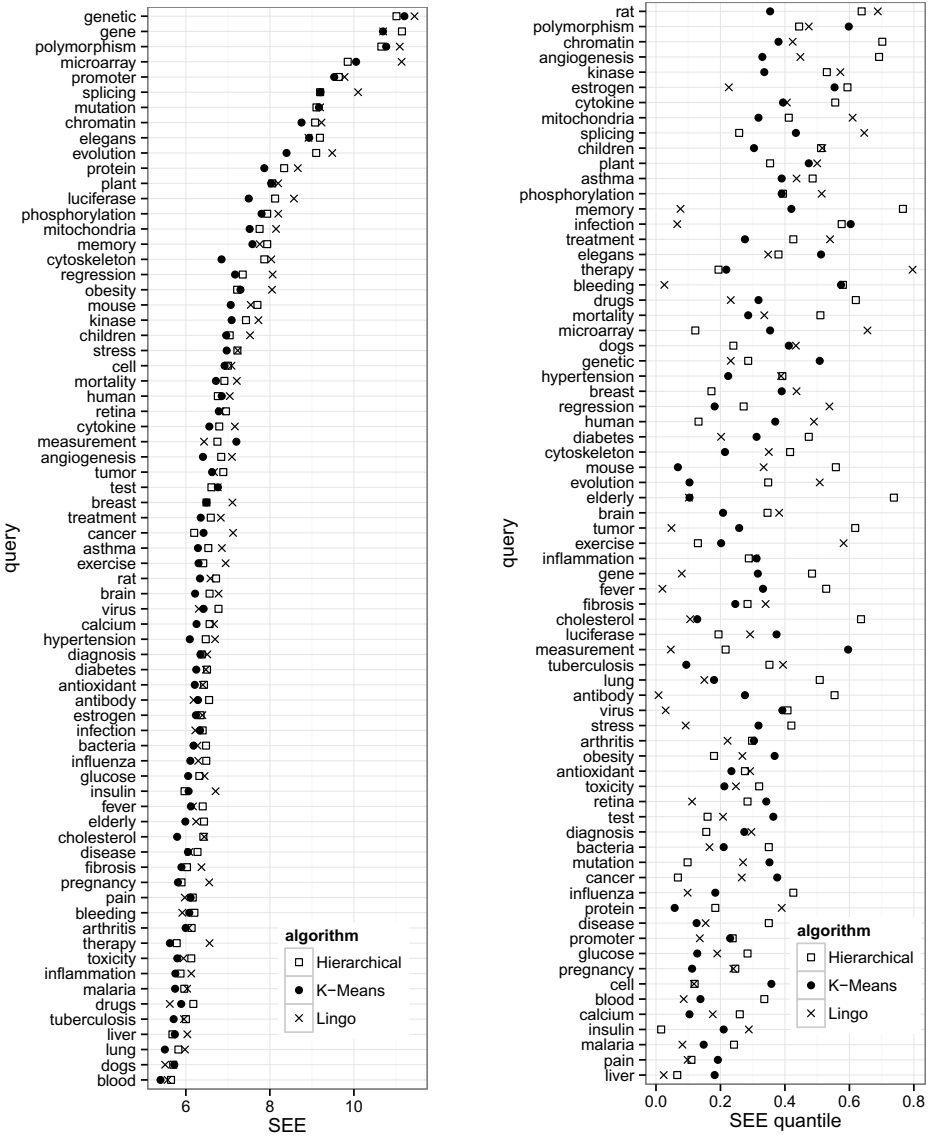 genetic
gene
polymorphism
microarray
promoter
splicing
mutation
chromatin
elegans
evolution
protein
plant
luciferase
phosphorylation
mitochondria
memory
cytoskeleton
regression
obesity
mouse
kinase
children
stress
cell
mortality
human
retina
cytokine
measurement
angiogenesis
tumor
test
breast
treatment
cancer
asthma
exercise
rat
brain
virus
calcium
hypertension
diagnosis
diabetes
antioxidant
antibody
estrogen
infection
bacteria
influenza
glucose
insulin
fever
elderly
cholesterol
disease
fibrosis
pregnancy
pain
bleeding
arthritis
therapy
toxicity
inflammation
malaria
drugs
tuberculosis
liver
lung
dogs
blood
query
6 8 10
SEE
algorithm
Hierarchical
K−Means
Lingo
rat
polymorphism
chromatin
angiogenesis
kinase
estrogen
cytokine
mitochondria
splicing
children
plant
asthma
phosphorylation
memory
infection
treatment
elegans
therapy
bleeding
drugs
mortality
microarray
dogs
genetic
hypertension
breast
regression
human
diabetes
cytoskeleton
mouse
evolution
elderly
brain
tumor
exercise
inflammation
gene
fever
fibrosis
cholesterol
luciferase
measurement
tuberculosis
lung
antibody
virus
stress
arthritis
obesity
antioxidant
toxicity
retina
test
diagnosis
bacteria
mutation
cancer
influenza
protein
disease
promoter
glucose
pregnancy
cell
blood
calcium
insulin
malaria
pain
liver
query
0.0 0.2 0.4 0.6 0.8
SEE quantile
algorithm
Hierarchical
K−Means
Lingo